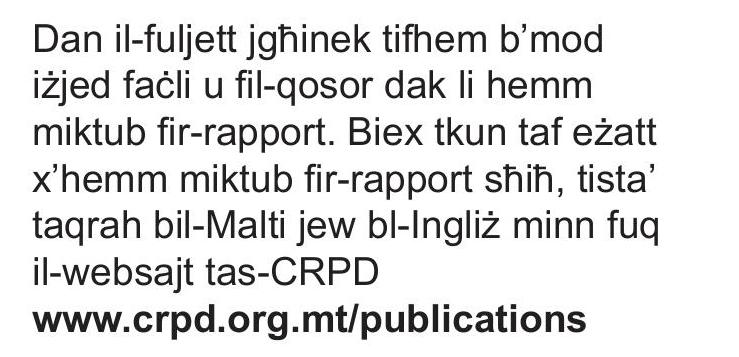 Dan il-fuljett jgħinek tifhem b’mod
iżjed faċli u fil-qosor dak li hemm
miktub fir-rapport. Biex tkun taf eżatt
x’hemm miktub fir-rapport sħiħ, tista’
taqrah bil-Malti jew bl-Ingliż minn fuq
il-websajt tas-CRPD
www.crpd.org.mt/publications